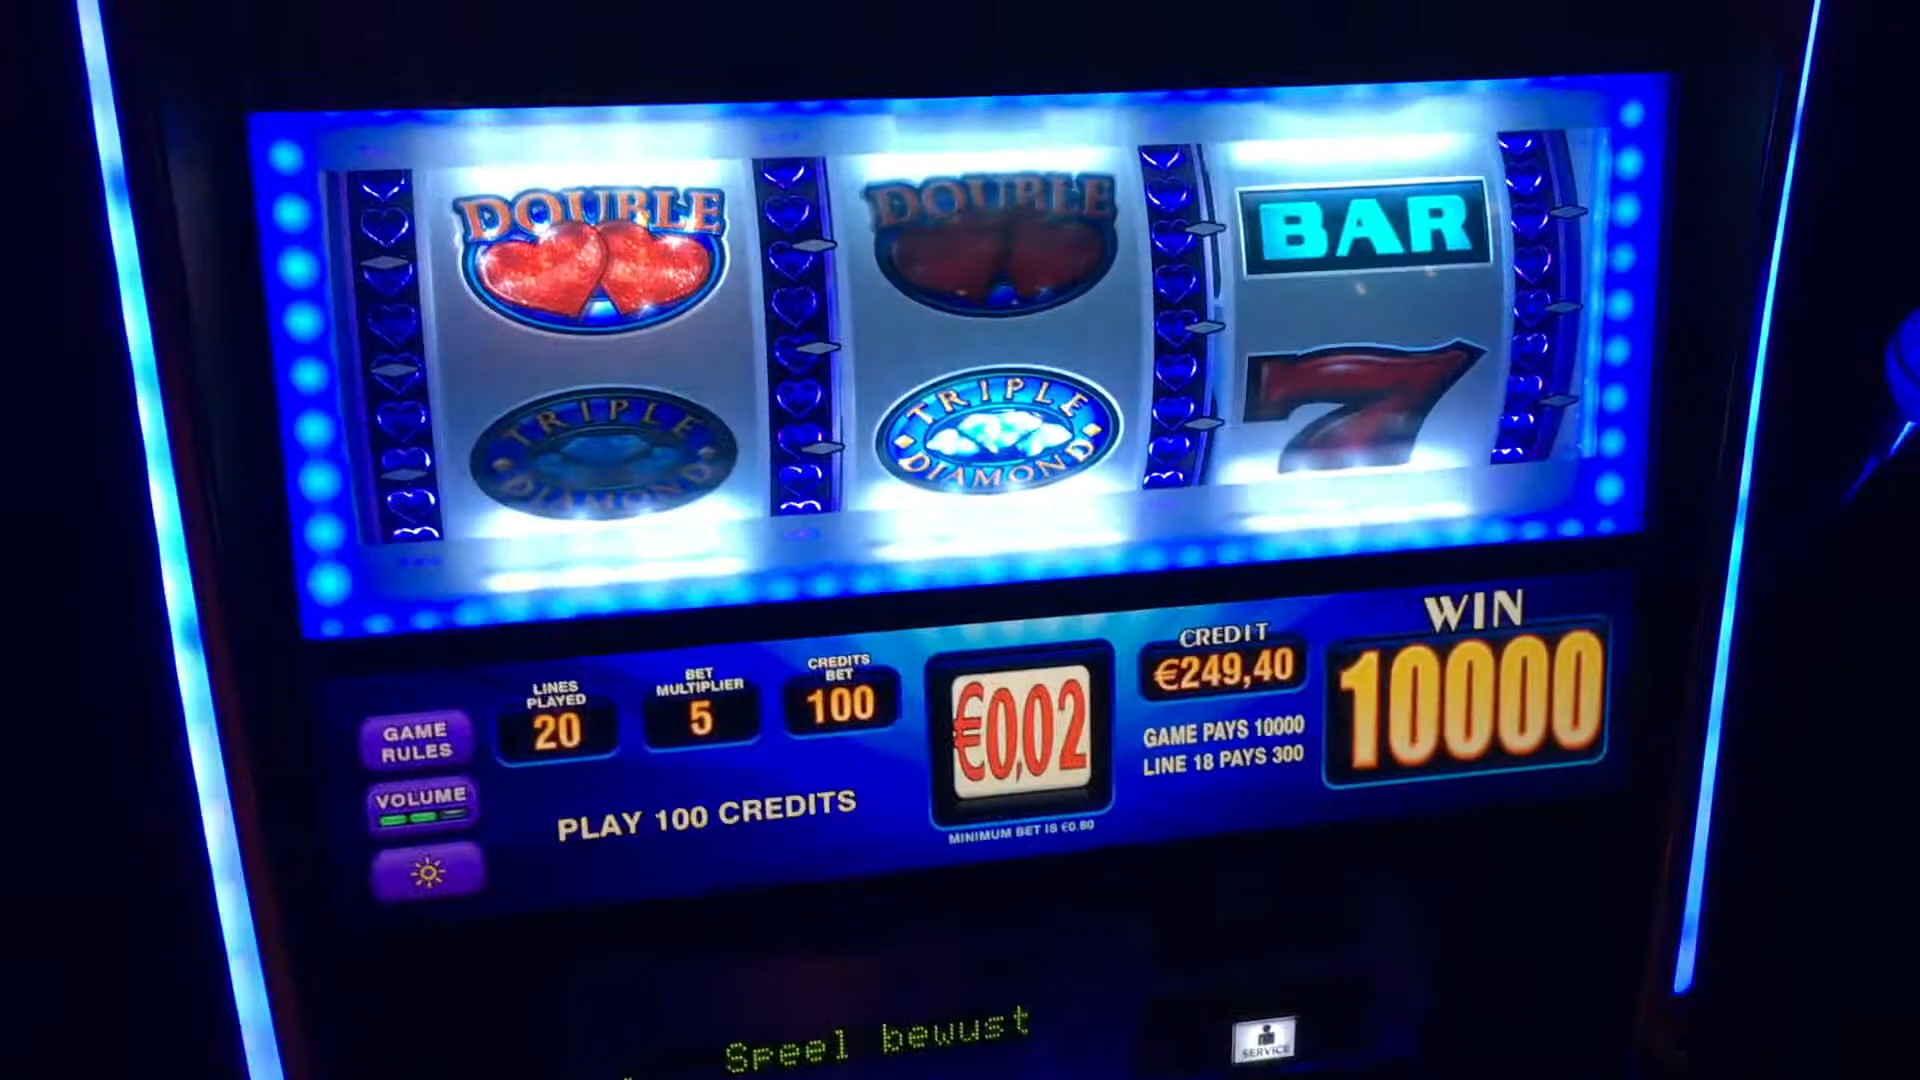 DOUBLE
DOUBLE
BAR
TRIPLE
DIAMOND
TRIPLE
DIAMOND
7
WIN
10000
CREDIT
€249,40
GAME PAYS 10000
LINE 18 PAYS 300
€0,02
MINIMUM BET IS €0.80
CREDITS
BET
100
BET
MULTIPLIER
5
LINES
PLAYED
20
GAME
RULES
VOLUME
PLAY 100 CREDITS
Speel bewust
SERVICE